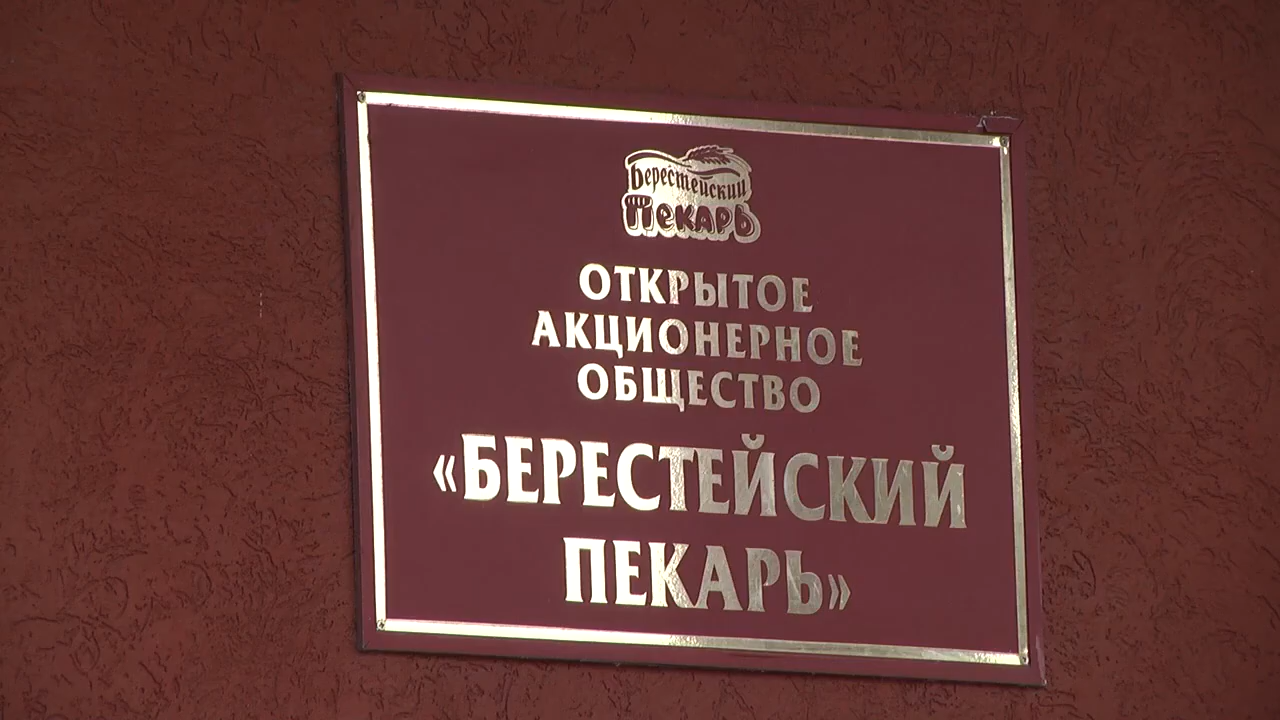 Берестейский
Пекарь
ОТКРЫТОЕ
АКЦИОНЕРНОЕ
ОБЩЕСТВО
«БЕРЕСТЕЙСКИЙ
ПЕКАРЬ»